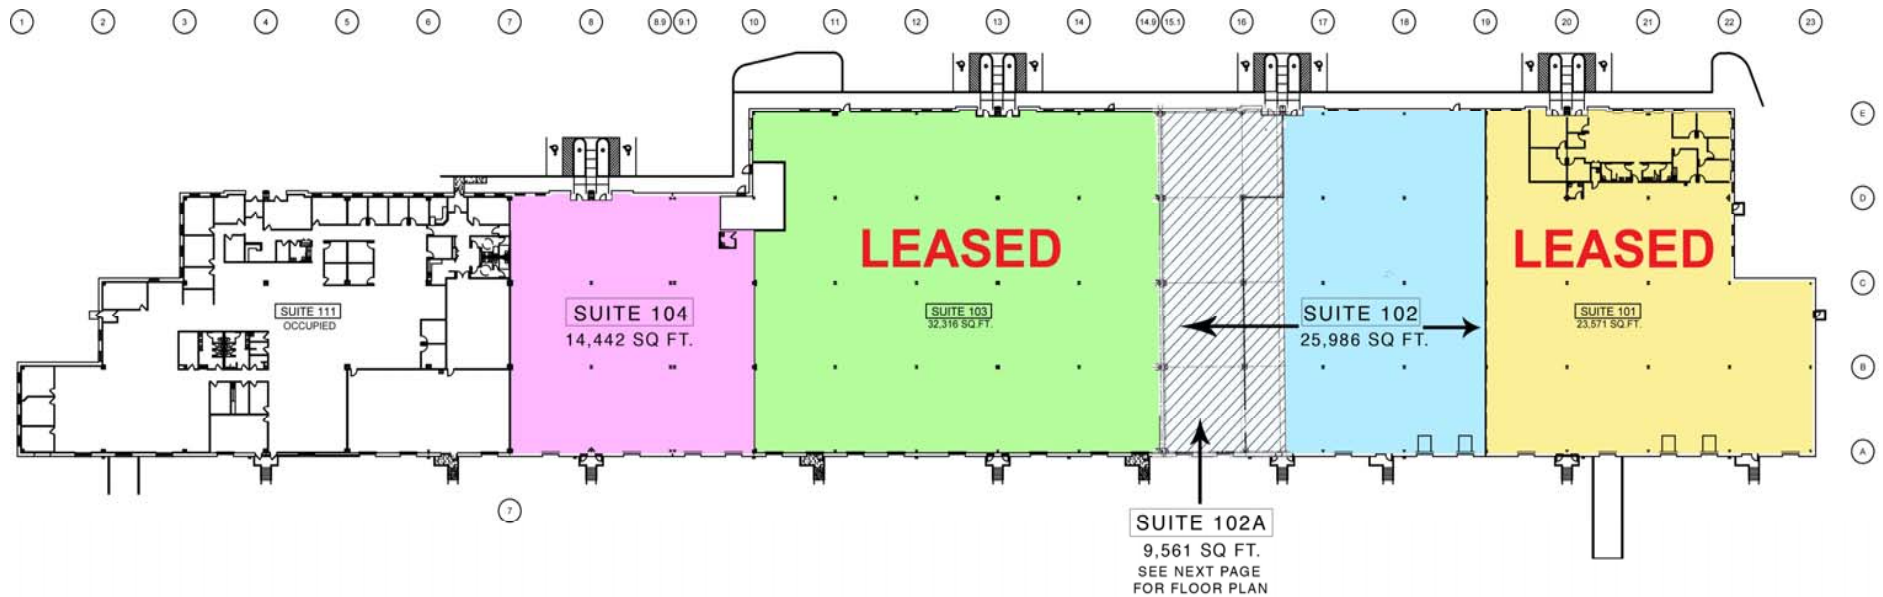 1 2 3 4 5 6 7 8 8.9 9.1 10 11 12 13 14 14.9 15.1 16 17 18 19 20 21 22 23
E
D
C
B
A
SUITE 111
OCCUPIED
SUITE 104
14,442 SQ FT.
LEASED
SUITE 103
32,316 SQ.FT.
SUITE 102
25,986 SQ FT.
LEASED
SUITE 101
23,571 SQ.FT.
7
SUITE 102A
9,561 SQ FT.
SEE NEXT PAGE
FOR FLOOR PLAN